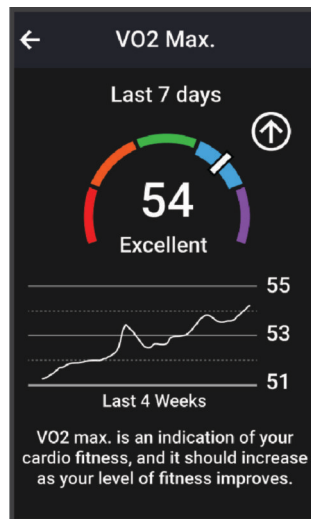 VO2 Max.
Last 7 days
54
Excellent
55
53
51
Last 4 Weeks
VO2 max. is an indication of your
cardio fitness, and it should increase
as your level of fitness improves.